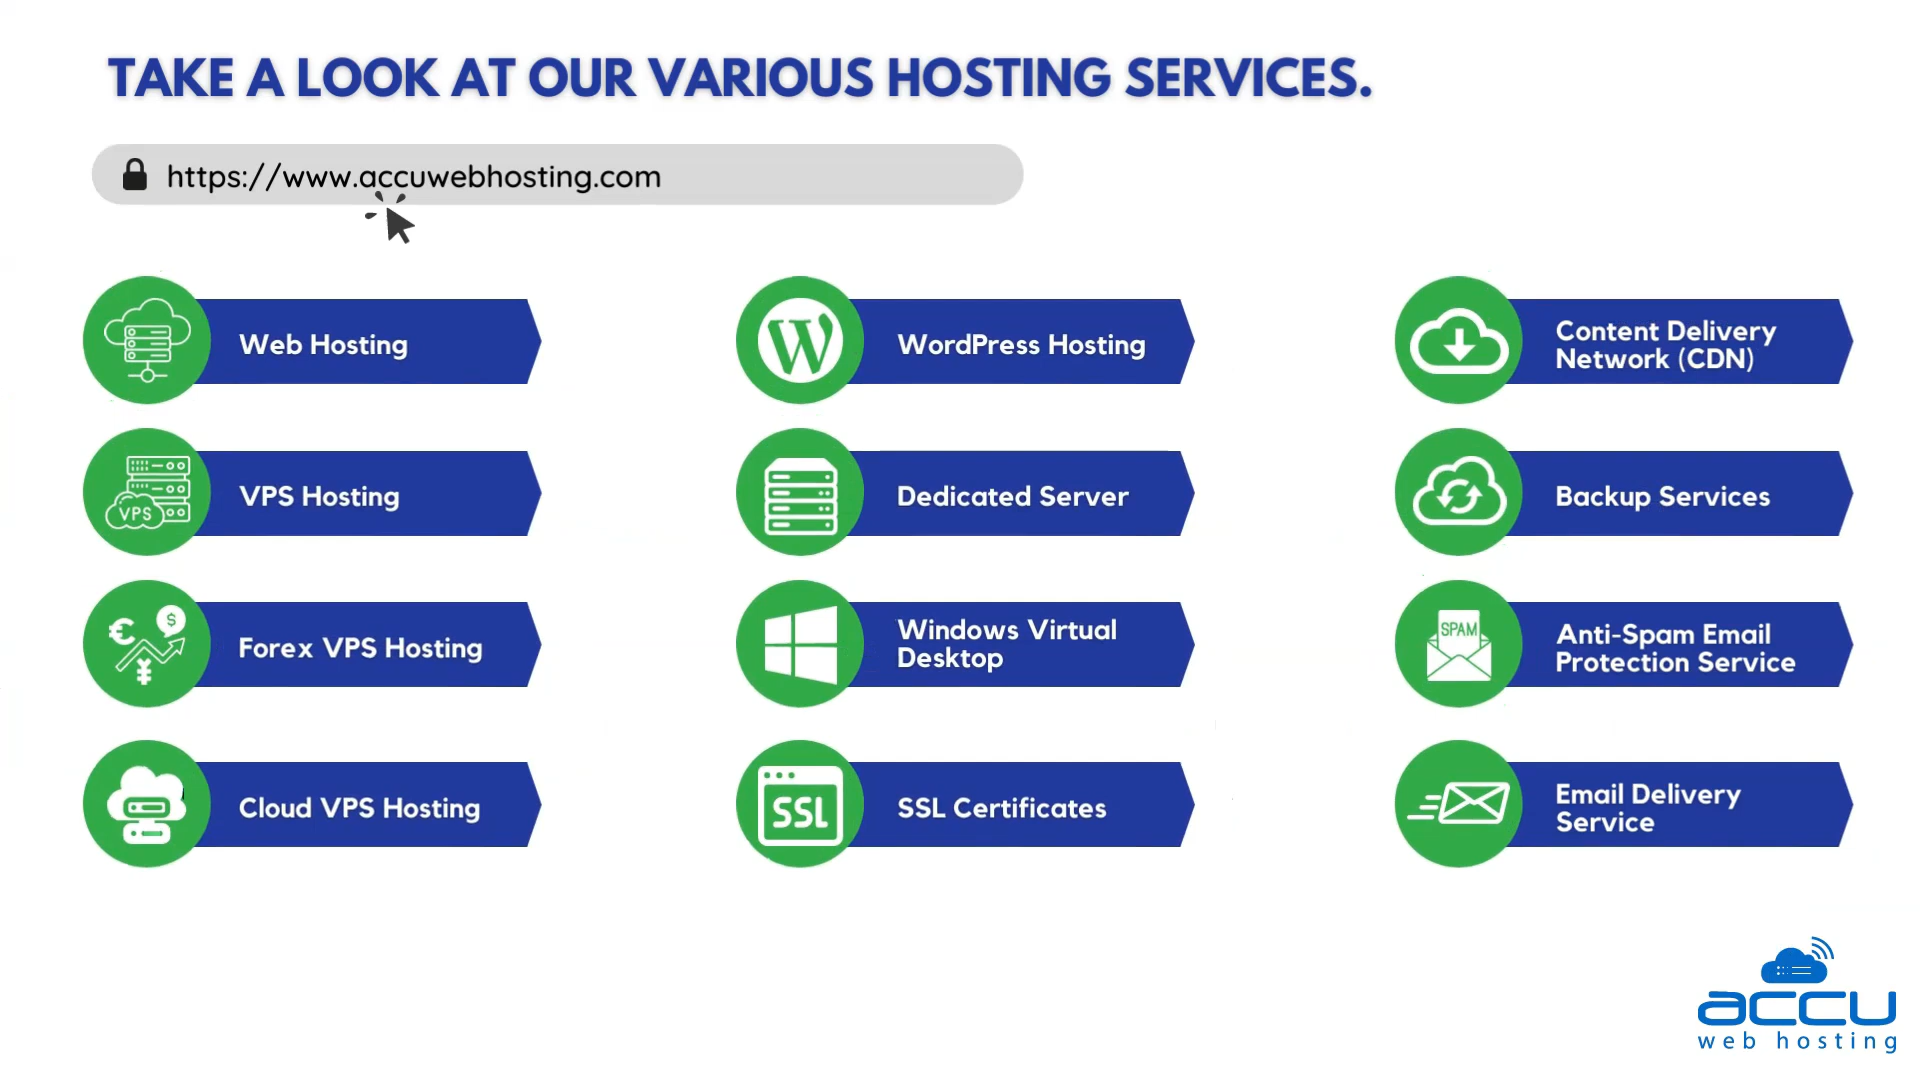 TAKE A LOOK AT OUR VARIOUS HOSTING SERVICES.
https://www.accuwebhosting.com
Web Hosting
VPS
VPS Hosting
€ $ ¥
Forex VPS Hosting
Cloud VPS Hosting
W
WordPress Hosting
Dedicated Server
Windows Virtual
Desktop
SSL
SSL Certificates
Content Delivery
Network (CDN)
Backup Services
SPAM
Anti-Spam Email
Protection Service
Email Delivery
Service
accu
web hosting